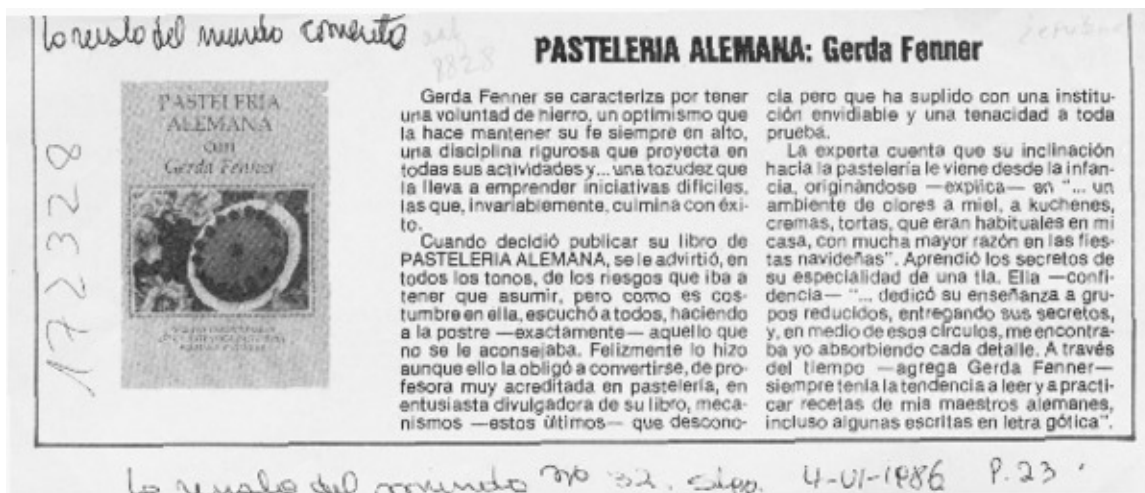 La revista del mundo
PASTELERIA ALEMANA: Gerda Fenner
PASTELERIA
ALEMANA
con
Gerda Fenner
172328
Gerda Fenner se caracteriza por tener
una voluntad de hierro, un optimismo que
la hace mantener su fe siempre en alto,
una disciplina rigurosa que proyecta en
todas sus actividades y... una tozudez que
la lleva a emprender iniciativas difíciles,
las que, invariablemente, culmina con éxi-
to.
Cuando decidió publicar su libro de
PASTELERIA ALEMANA, se le advirtió, en
todos los tonos, de los riesgos que iba a
tener que asumir, pero como es cos-
tumbre en ella, escuchó a todos, haciendo
a la postre —exactamente— aquello que
no se le aconsejaba. Felizmente lo hizo
aunque ello la obligó a convertirse, de pro-
fesora muy acreditada en pastelería, en
entusiasta divulgadora de su libro, meca-
nismos —estos últimos— que descono-
cía pero que ha suplido con una institu-
ción envidiable y una tenacidad a toda
prueba.
La experta cuenta que su inclinación
hacia la pastelería le viene desde la infan-
cia, originándose —explica— en "... un
ambiente de olores a miel, a kuchenes,
cremas, tortas, que eran habituales en mi
casa, con mucha mayor razón en las fies-
tas navideñas". Aprendió los secretos de
su especialidad de una tía. Ella —confi-
dencia— "... dedicó su enseñanza a gru-
pos reducidos, entregando sus secretos,
y, en medio de esos círculos, me encontra-
ba yo absorbiendo cada detalle. A través
del tiempo —agrega Gerda Fenner—
siempre tenía la tendencia a leer y a practi-
car recetas de mis maestros alemanes,
incluso algunas escritas en letra gótica".
La revista del mundo No 32. Stgo. 4-VI-1986 P. 23